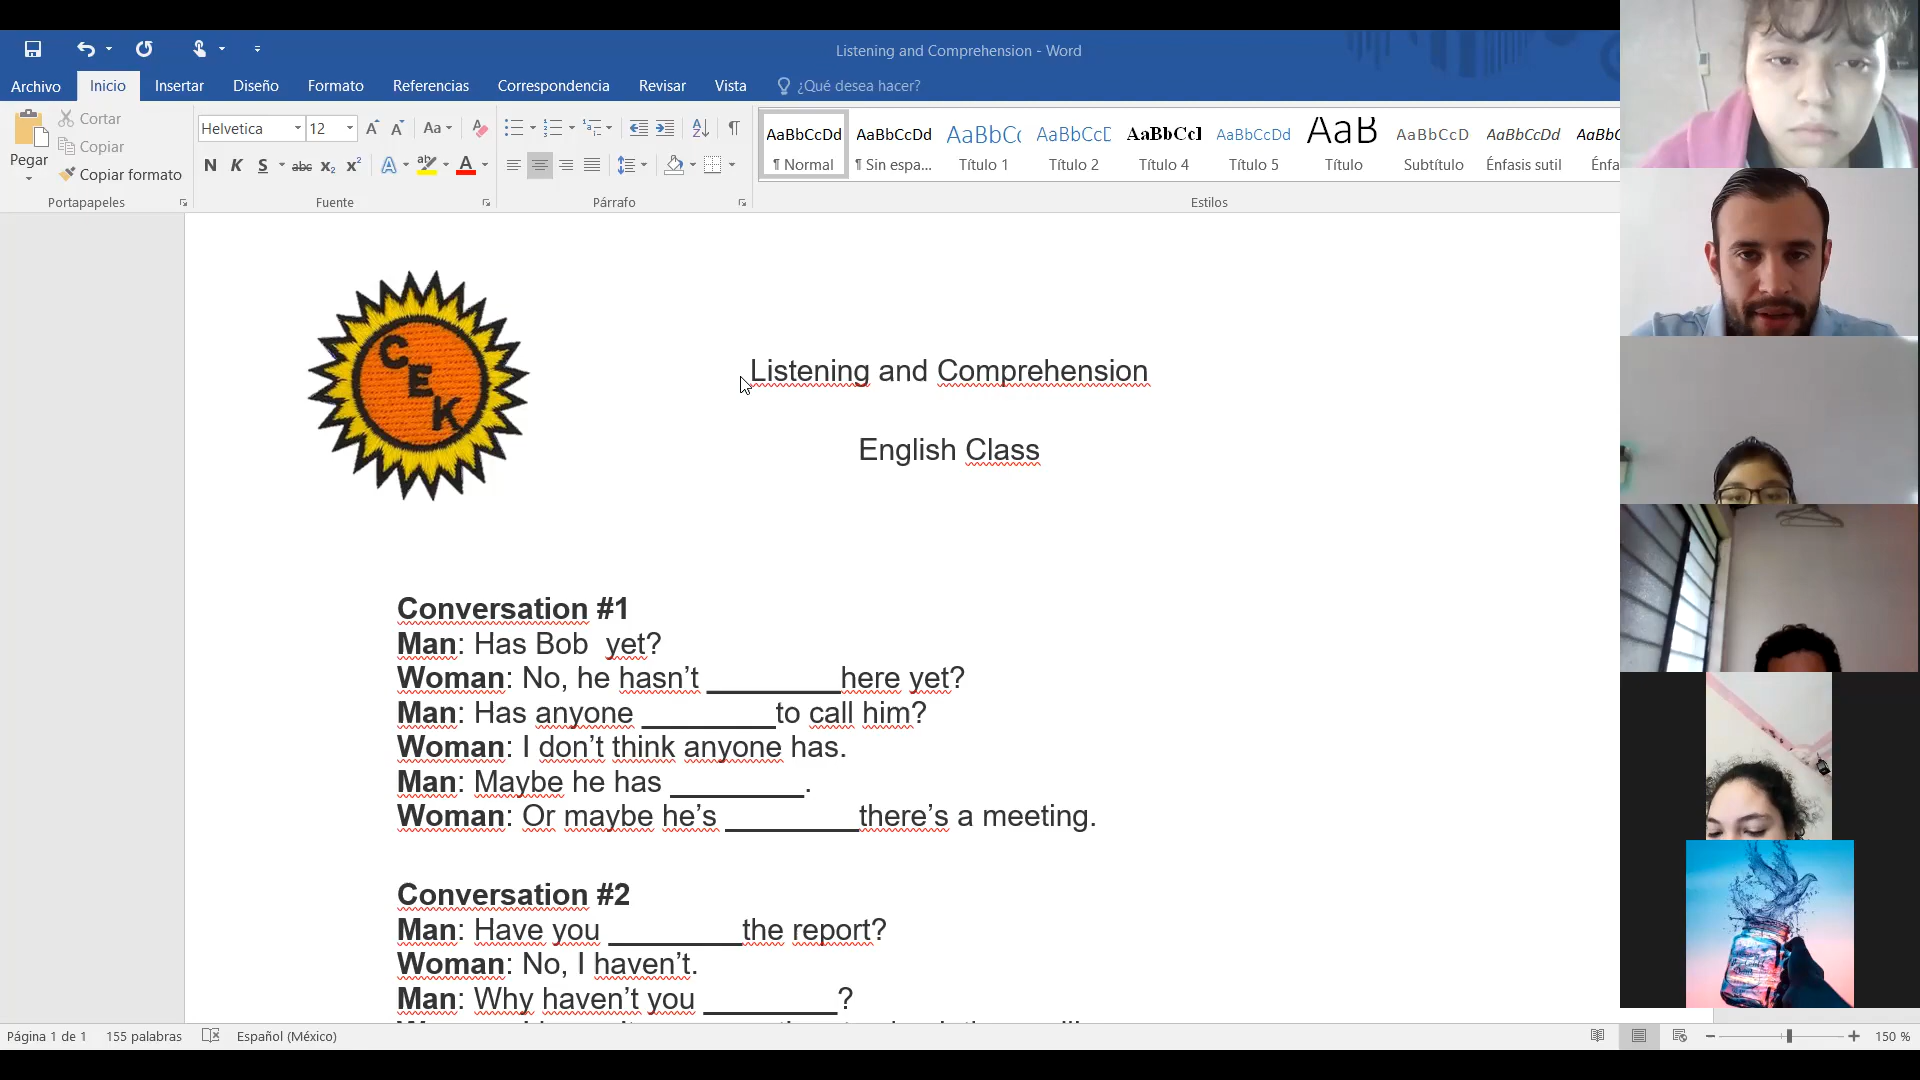 Listening and Comprehension - Word
Archivo Inicio Insertar Diseño Formato Referencias Correspondencia Revisar Vista ¿Qué desea hacer?
Pegar
Cortar
Copiar
Copiar formato
Portapapeles
Helvetica 12
N K S abc x₂ x²
Fuente
Párrafo
AaBbCcDd AaBbCcDd AaBbCc AaBbCcD AaBbCcI AaBbCcDd AaB AaBbCcD AaBbCcDd AaBbC
¶ Normal ¶ Sin espa... Título 1 Título 2 Título 4 Título 5 Título Subtítulo Énfasis sutil Énfa
Estilos
CEK
Listening and Comprehension
English Class
Conversation #1
Man: Has Bob  yet?
Woman: No, he hasn’t ________here yet?
Man: Has anyone ________to call him?
Woman: I don’t think anyone has.
Man: Maybe he has ________.
Woman: Or maybe he’s ________there’s a meeting.
Conversation #2
Man: Have you ________the report?
Woman: No, I haven’t.
Man: Why haven’t you ________?
Página 1 de 1 155 palabras Español (México) 150 %